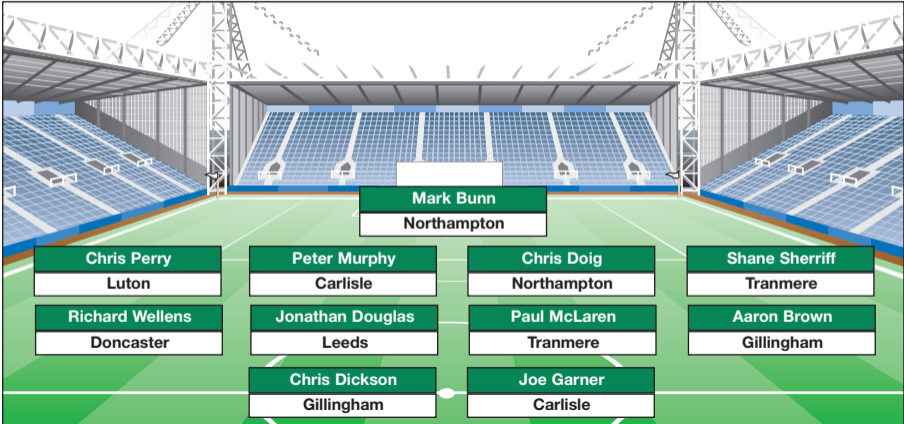 Mark Bunn
Northampton
Chris Perry
Luton
Peter Murphy
Carlisle
Chris Doig
Northampton
Shane Sherriff
Tranmere
Richard Wellens
Doncaster
Jonathan Douglas
Leeds
Paul McLaren
Tranmere
Aaron Brown
Gillingham
Chris Dickson
Gillingham
Joe Garner
Carlisle